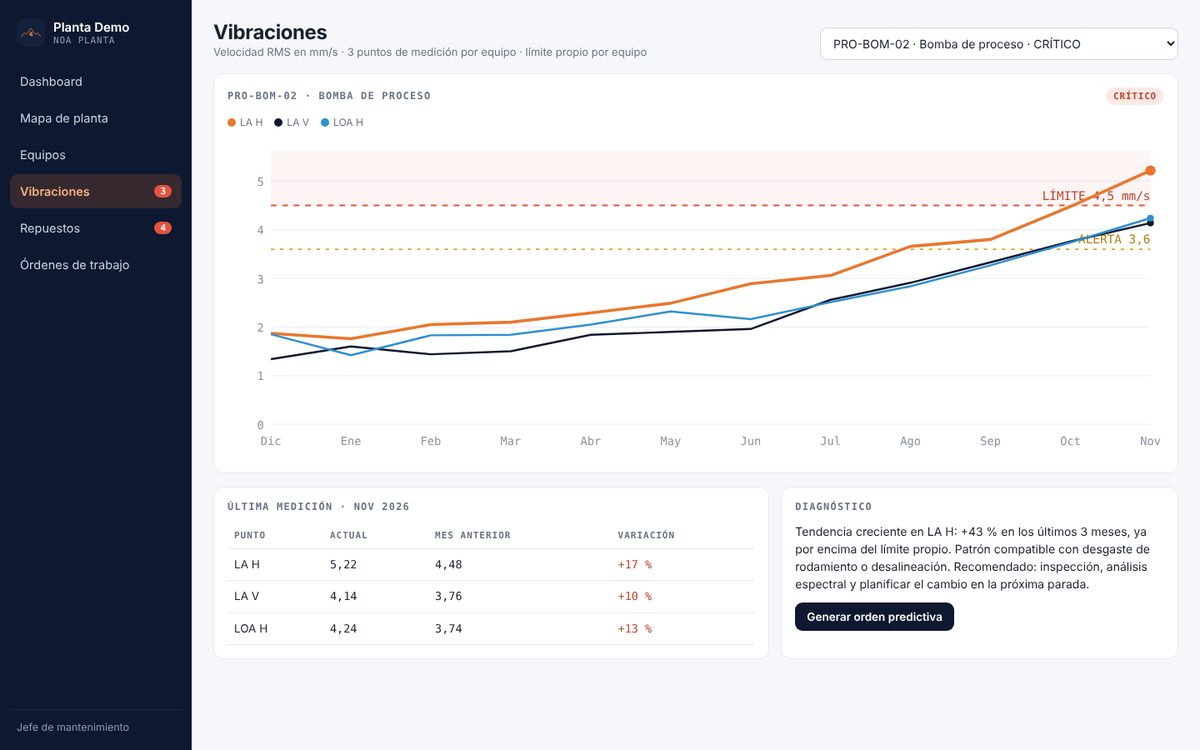 Planta Demo
NOA PLANTA
Dashboard
Mapa de planta
Equipos
Vibraciones 3
Repuestos 4
Órdenes de trabajo
Jefe de mantenimiento
Vibraciones
Velocidad RMS en mm/s · 3 puntos de medición por equipo · límite propio por equipo
PRO-BOM-02 · Bomba de proceso · CRÍTICO
PRO-BOM-02 · BOMBA DE PROCESO
CRÍTICO
LA H LA V LOA H
5
LÍMITE 4,5 mm/s
4
ALERTA 3,6
3
2
1
0
Dic Ene Feb Mar Abr May Jun Jul Ago Sep Oct Nov
ÚLTIMA MEDICIÓN · NOV 2026
PUNTO ACTUAL MES ANTERIOR VARIACIÓN
LA H 5,22 4,48 +17 %
LA V 4,14 3,76 +10 %
LOA H 4,24 3,74 +13 %
DIAGNÓSTICO
Tendencia creciente en LA H: +43 % en los últimos 3 meses, ya
por encima del límite propio. Patrón compatible con desgaste de
rodamiento o desalineación. Recomendado: inspección, análisis
espectral y planificar el cambio en la próxima parada.
Generar orden predictiva